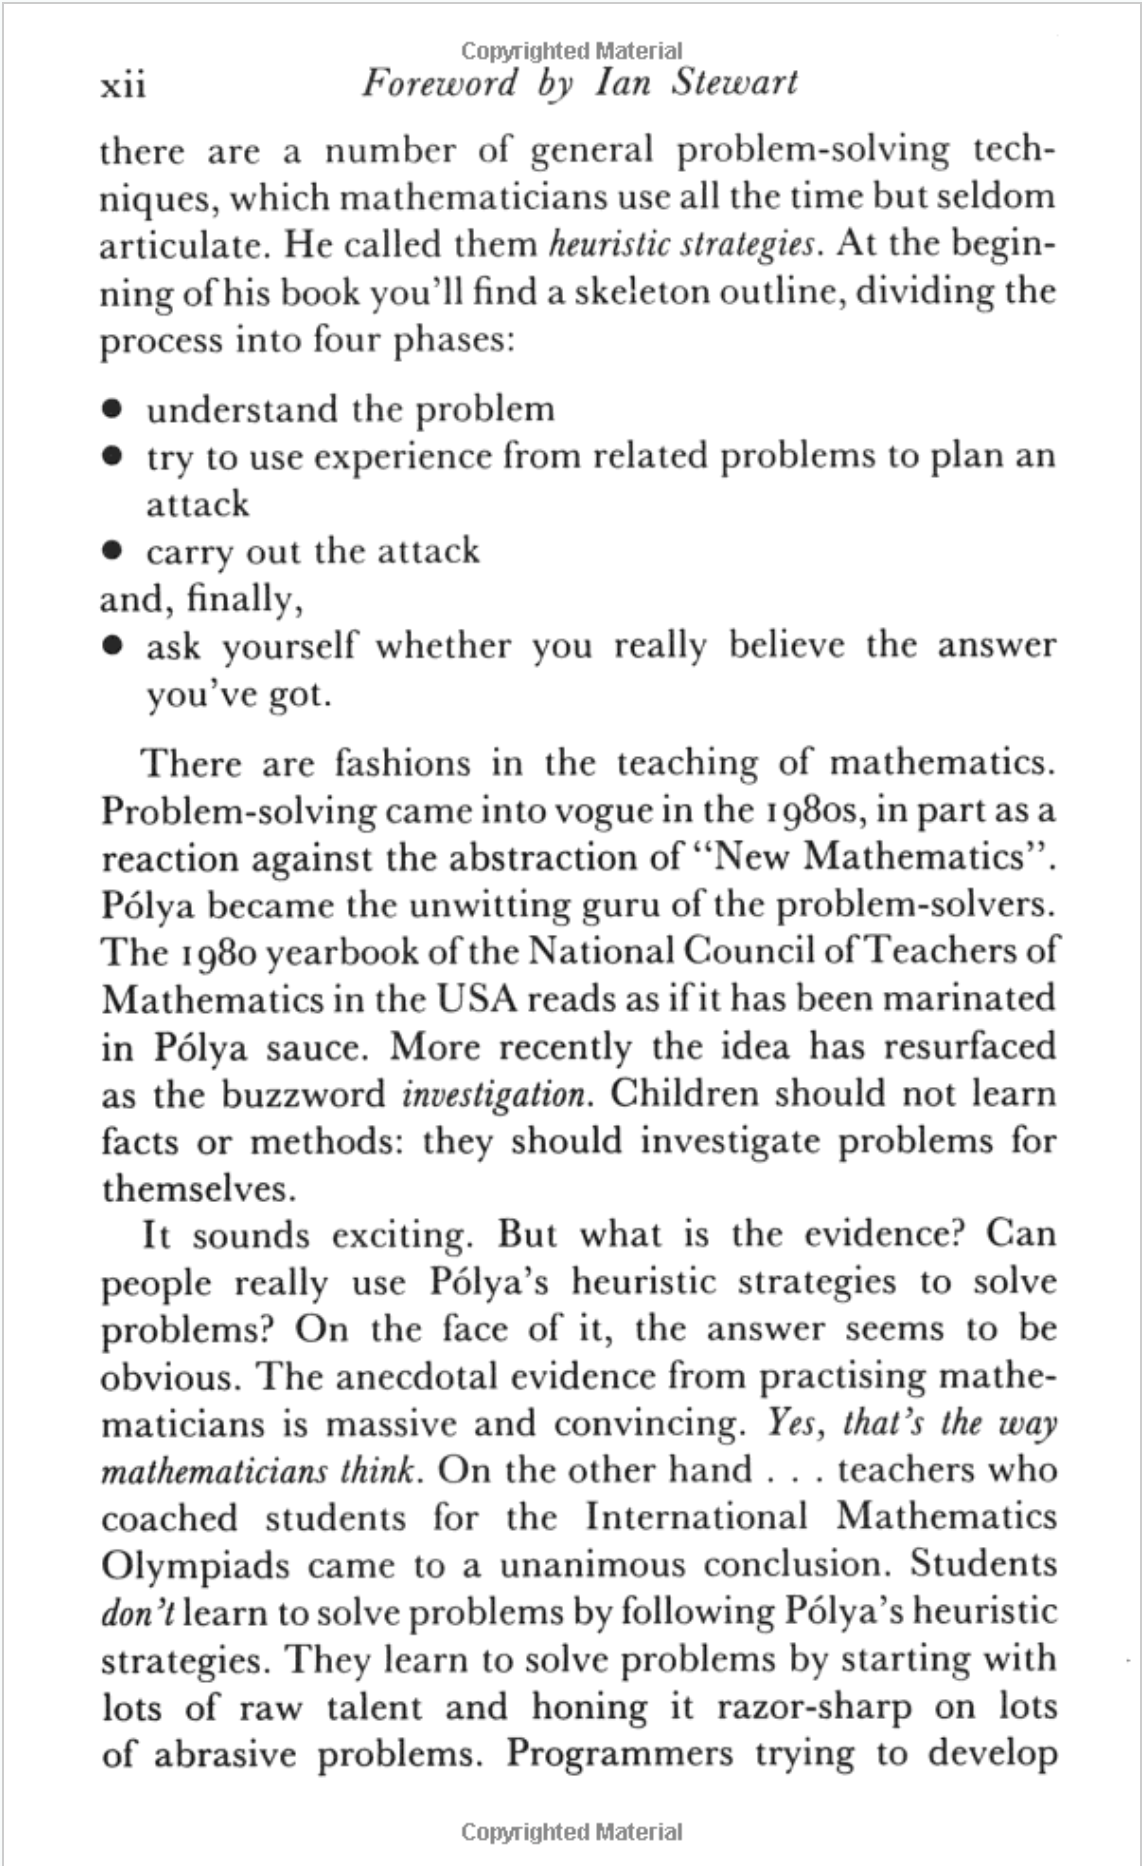 Copyrighted Material
xii Foreword by Ian Stewart
there are a number of general problem-solving tech-
niques, which mathematicians use all the time but seldom
articulate. He called them heuristic strategies. At the begin-
ning of his book you'll find a skeleton outline, dividing the
process into four phases:
● understand the problem
● try to use experience from related problems to plan an
attack
● carry out the attack
and, finally,
● ask yourself whether you really believe the answer
you've got.
There are fashions in the teaching of mathematics.
Problem-solving came into vogue in the 1980s, in part as a
reaction against the abstraction of “New Mathematics”.
Pólya became the unwitting guru of the problem-solvers.
The 1980 yearbook of the National Council of Teachers of
Mathematics in the USA reads as if it has been marinated
in Pólya sauce. More recently the idea has resurfaced
as the buzzword investigation. Children should not learn
facts or methods: they should investigate problems for
themselves.
It sounds exciting. But what is the evidence? Can
people really use Pólya's heuristic strategies to solve
problems? On the face of it, the answer seems to be
obvious. The anecdotal evidence from practising mathe-
maticians is massive and convincing. Yes, that's the way
mathematicians think. On the other hand . . . teachers who
coached students for the International Mathematics
Olympiads came to a unanimous conclusion. Students
don't learn to solve problems by following Pólya's heuristic
strategies. They learn to solve problems by starting with
lots of raw talent and honing it razor-sharp on lots
of abrasive problems. Programmers trying to develop
Copyrighted Material